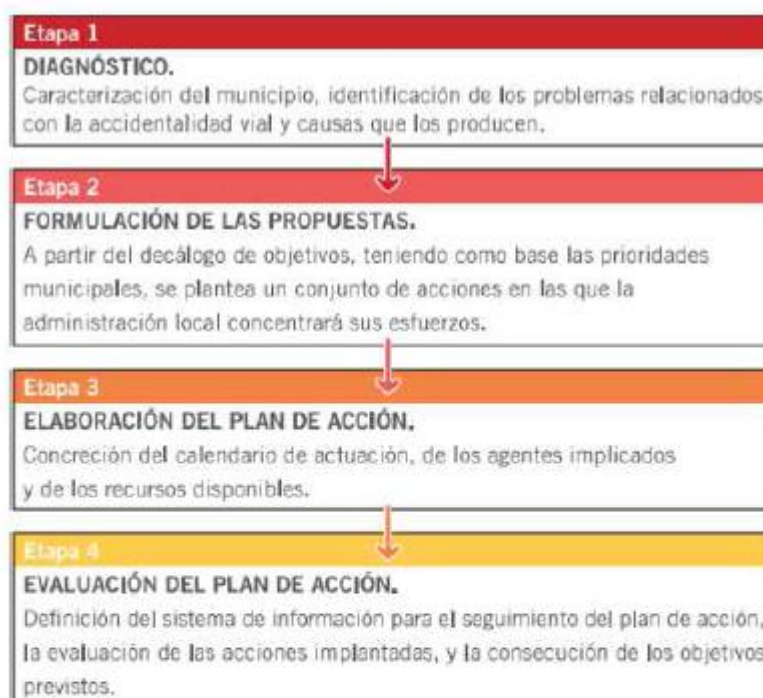 Etapa 1
DIAGNÓSTICO.
Caracterización del municipio, identificación de los problemas relacionados
con la accidentalidad vial y causas que los producen.
Etapa 2
FORMULACIÓN DE LAS PROPUESTAS.
A partir del decálogo de objetivos, teniendo como base las prioridades
municipales, se plantea un conjunto de acciones en las que la
administración local concentrará sus esfuerzos.
Etapa 3
ELABORACIÓN DEL PLAN DE ACCIÓN.
Concreción del calendario de actuación, de los agentes implicados
y de los recursos disponibles.
Etapa 4
EVALUACIÓN DEL PLAN DE ACCIÓN.
Definición del sistema de información para el seguimiento del plan de acción,
la evaluación de las acciones implantadas, y la consecución de los objetivos
previstos.